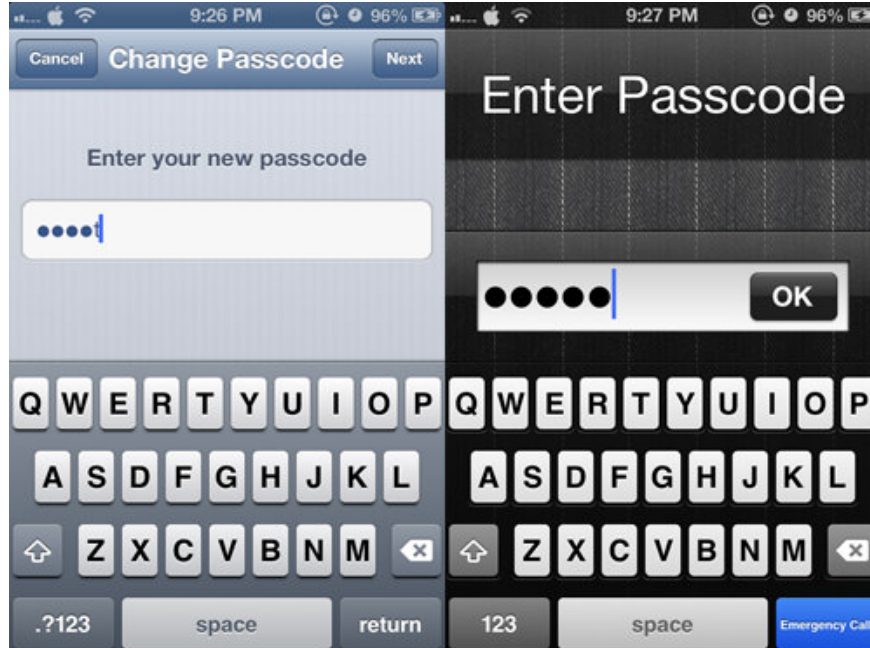 9:26 PM
96%
Cancel
Change Passcode
Next
Enter your new passcode
●●●●t
Q W E R T Y U I O P
A S D F G H J K L
Z X C V B N M
.?123
space
return
9:27 PM
96%
Enter Passcode
●●●●●
OK
Q W E R T Y U I O P
A S D F G H J K L
Z X C V B N M
123
space
Emergency Call